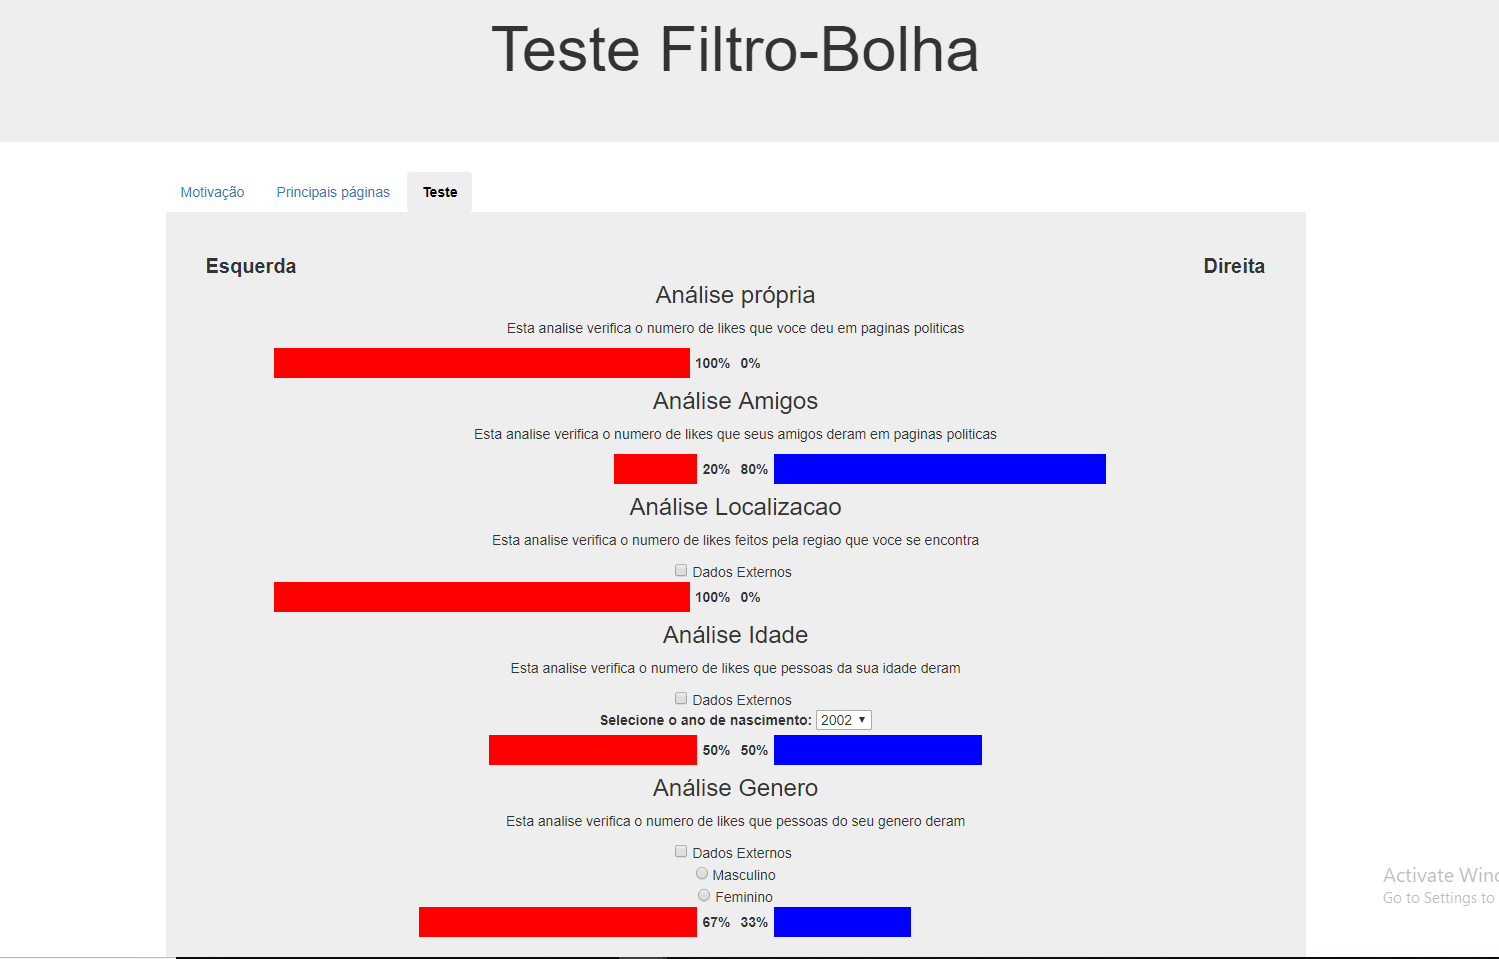 Teste Filtro-Bolha
Motivação Principais páginas Teste
Esquerda Direita
Análise própria
Esta analise verifica o numero de likes que voce deu em paginas politicas
100% 0%
Análise Amigos
Esta analise verifica o numero de likes que seus amigos deram em paginas politicas
20% 80%
Análise Localizacao
Esta analise verifica o numero de likes feitos pela regiao que voce se encontra
Dados Externos
100% 0%
Análise Idade
Esta analise verifica o numero de likes que pessoas da sua idade deram
Dados Externos
Selecione o ano de nascimento: 2002
50% 50%
Análise Genero
Esta analise verifica o numero de likes que pessoas do seu genero deram
Dados Externos
Masculino
Feminino
67% 33%
Activate Wind
Go to Settings to